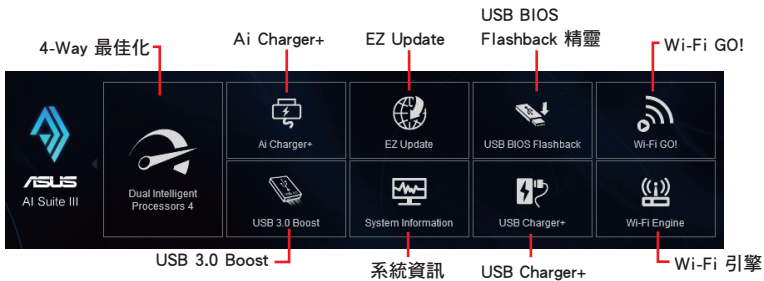 USB BIOS
Flashback 精靈
4-Way 最佳化
Ai Charger+
EZ Update
Wi-Fi GO!
ASUS
AI Suite III
Dual Intelligent
Processors 4
Ai Charger+
EZ Update
USB BIOS Flashback
Wi-Fi GO!
USB 3.0 Boost
System Information
USB Charger+
Wi-Fi Engine
USB 3.0 Boost
系統資訊
USB Charger+
Wi-Fi 引擎